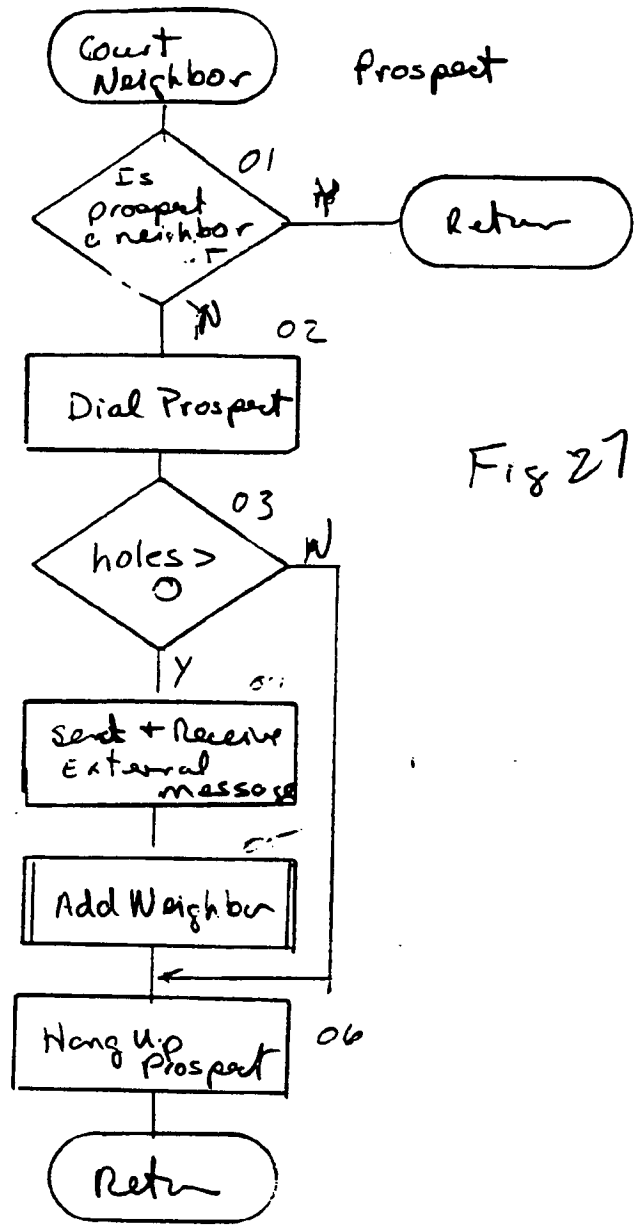 Court
Neighbor
Prospect
01
Is
prospect
a neighbor
Y
Return
N
02
Dial Prospect
Fig 27
03
holes >
0
N
Y
Send + Receive
External
message
Add Neighbor
Hang Up
Prospect
06
Return